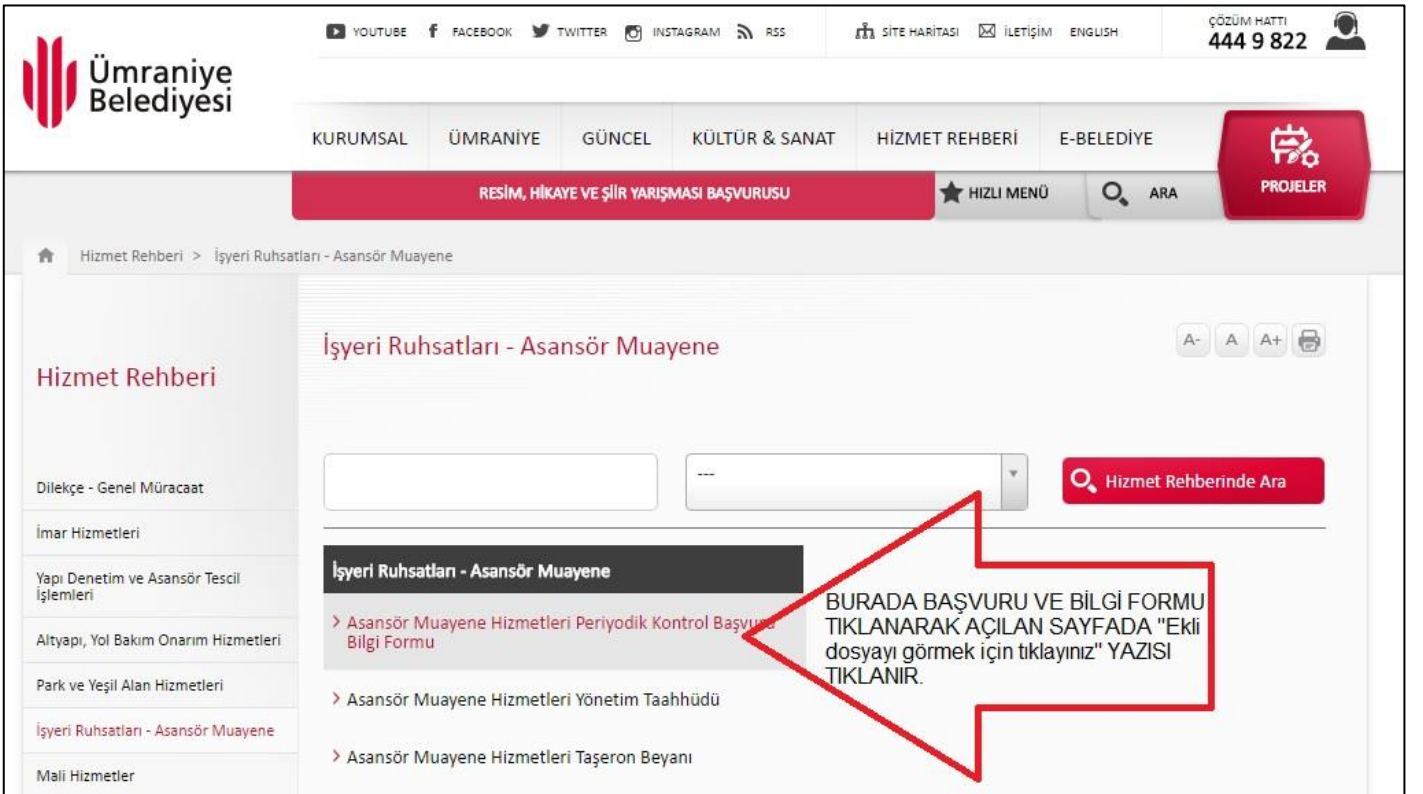 YOUTUBE FACEBOOK TWITTER INSTAGRAM RSS SİTE HARİTASI İLETİŞİM ENGLISH
ÇÖZÜM HATTI
444 9 822
Ümraniye
Belediyesi
KURUMSAL ÜMRANİYE GÜNCEL KÜLTÜR & SANAT HİZMET REHBERİ E-BELEDİYE
PROJELER
RESİM, HİKAYE VE ŞİİR YARIŞMASI BAŞVURUSU
HIZLI MENÜ
ARA
Hizmet Rehberi > İşyeri Ruhsatları - Asansör Muayene
Hizmet Rehberi
Dilekçe - Genel Müracaat
İmar Hizmetleri
Yapı Denetim ve Asansör Tescil
İşlemleri
Altyapı, Yol Bakım Onarım Hizmetleri
Park ve Yeşil Alan Hizmetleri
İşyeri Ruhsatları - Asansör Muayene
Mali Hizmetler
İşyeri Ruhsatları - Asansör Muayene
A- A A+
---
Hizmet Rehberinde Ara
İşyeri Ruhsatları - Asansör Muayene
> Asansör Muayene Hizmetleri Periyodik Kontrol Başvuru
Bilgi Formu
> Asansör Muayene Hizmetleri Yönetim Taahhüdü
> Asansör Muayene Hizmetleri Taşeron Beyanı
BURADA BAŞVURU VE BİLGİ FORMU
TIKLANARAK AÇILAN SAYFADA "Ekli
dosyayı görmek için tıklayınız" YAZISI
TIKLANIR.